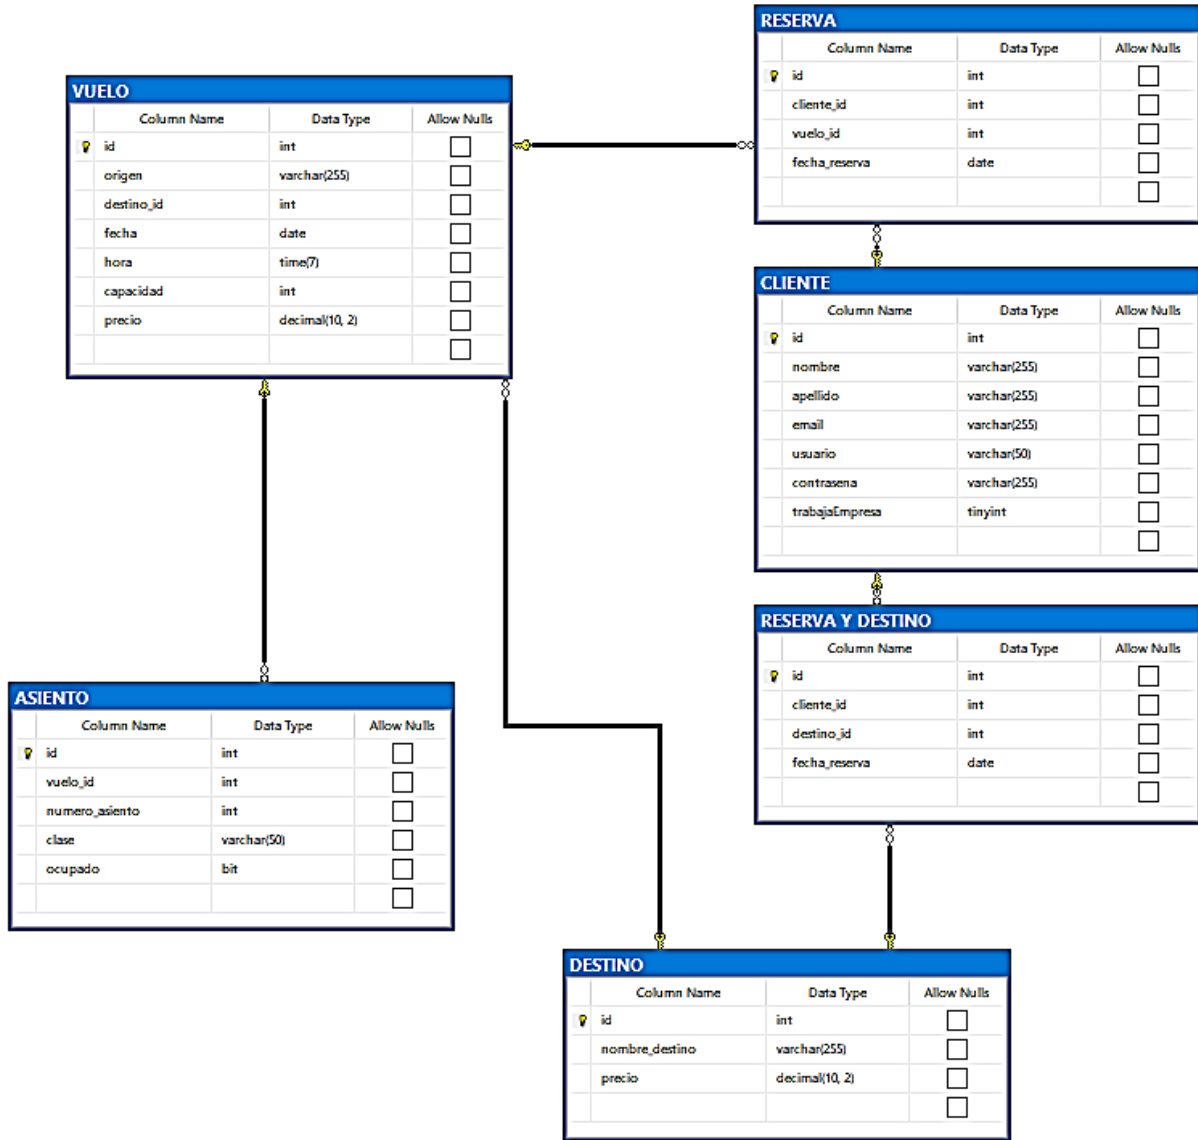 RESERVA
Column Name Data Type Allow Nulls
id int
cliente_id int
vuelo_id int
fecha_reserva date
VUELO
Column Name Data Type Allow Nulls
id int
origen varchar(255)
destino_id int
fecha date
hora time(7)
capacidad int
precio decimal(10, 2)
CLIENTE
Column Name Data Type Allow Nulls
id int
nombre varchar(255)
apellido varchar(255)
email varchar(255)
usuario varchar(50)
contrasena varchar(255)
trabajaEmpresa tinyint
RESERVA Y DESTINO
Column Name Data Type Allow Nulls
id int
cliente_id int
destino_id int
fecha_reserva date
ASIENTO
Column Name Data Type Allow Nulls
id int
vuelo_id int
numero_asiento int
clase varchar(50)
ocupado bit
DESTINO
Column Name Data Type Allow Nulls
id int
nombre_destino varchar(255)
precio decimal(10, 2)